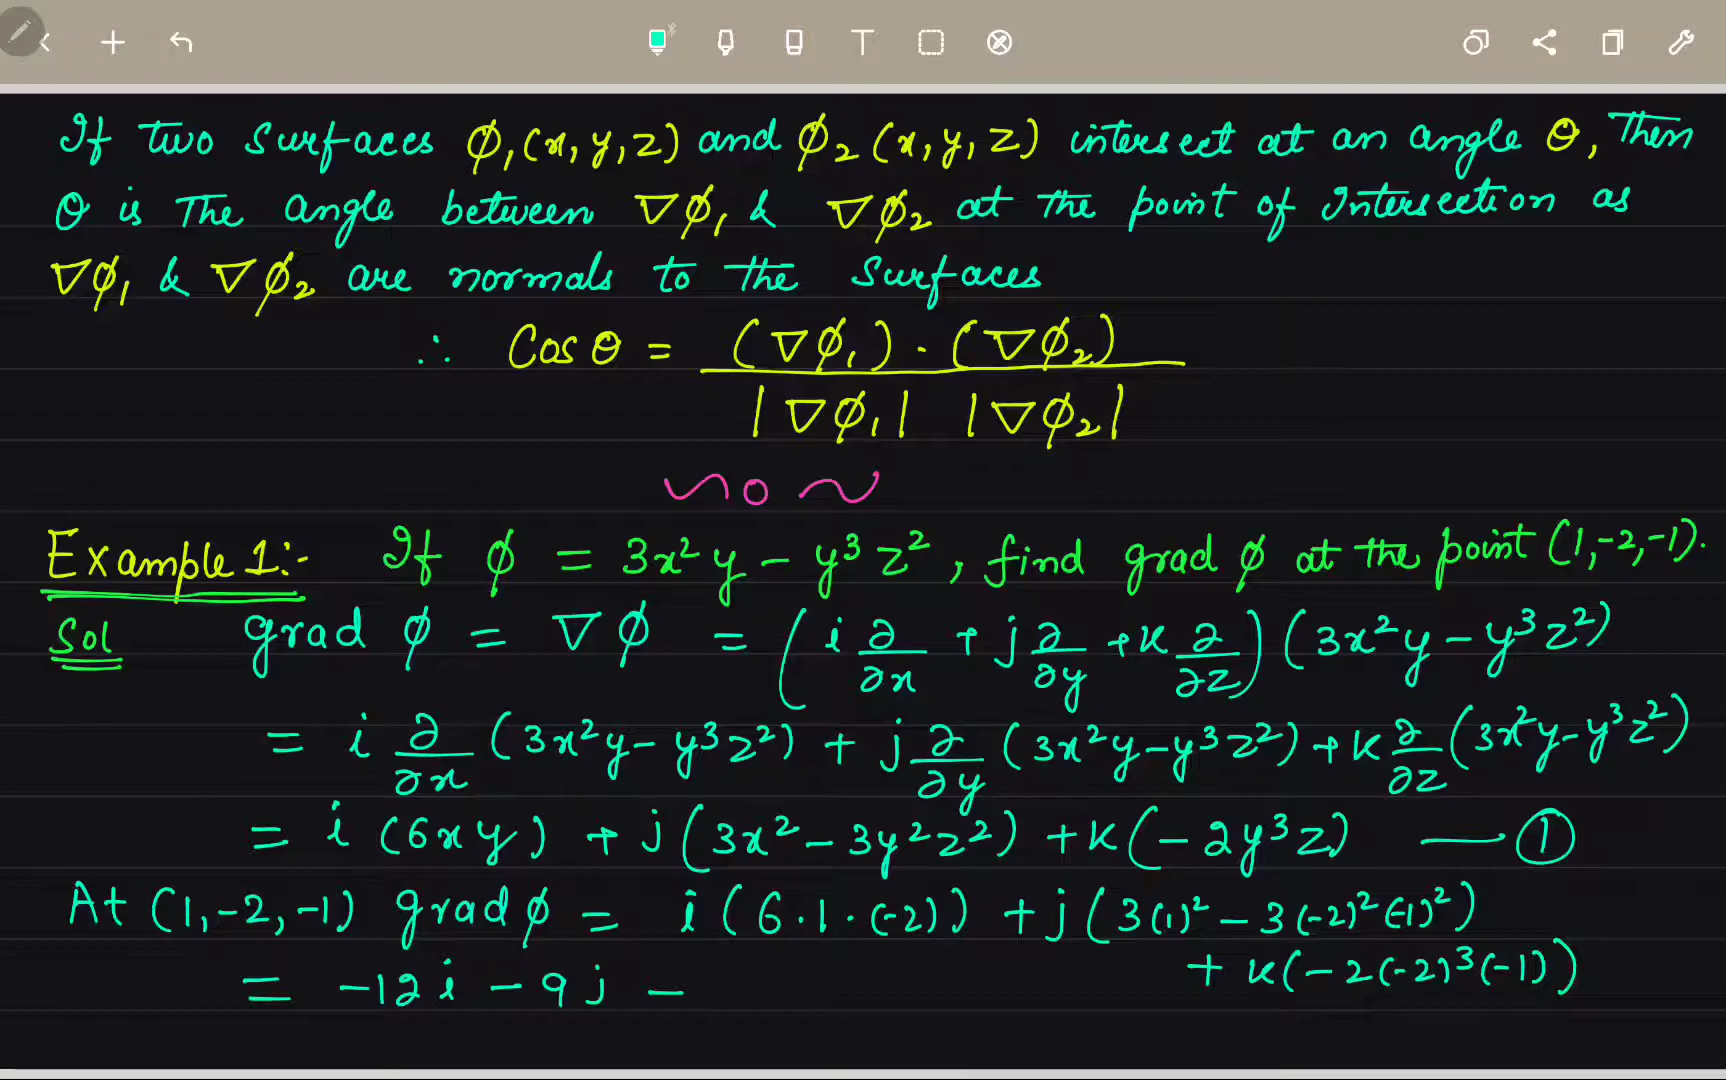 If two surfaces ϕ₁(x,y,z) and ϕ₂(x,y,z) intersect at an angle θ, Then
θ is The angle between ∇ϕ₁ & ∇ϕ₂ at the point of Intersection as
∇ϕ₁ & ∇ϕ₂ are normals to the Surfaces
∴ Cos θ = (∇ϕ₁)·(∇ϕ₂) / |∇ϕ₁| |∇ϕ₂|
Example 1:- If ϕ = 3x²y - y³z², find grad ϕ at the point (1,-2,-1).
Sol grad ϕ = ∇ϕ = (i ∂/∂x + j ∂/∂y + k ∂/∂z) (3x²y - y³z²)
= i ∂/∂x (3x²y - y³z²) + j ∂/∂y (3x²y - y³z²) + k ∂/∂z (3x²y - y³z²)
= i (6xy) + j (3x² - 3y²z²) + k (-2y³z) — ①
At (1,-2,-1) grad ϕ = i (6·1·(-2)) + j (3(1)² - 3(-2)²(-1)²)
+ k (-2(-2)³(-1))
= -12i - 9j -